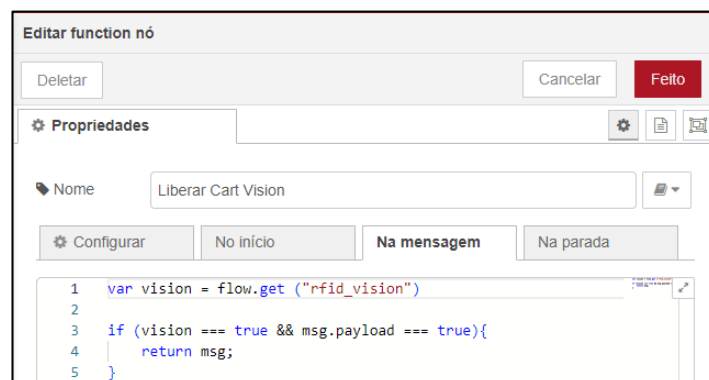 Editar function nó
Deletar
Cancelar
Feito
Propriedades
Nome
Liberar Cart Vision
Configurar
No início
Na mensagem
Na parada
1 var vision = flow.get ("rfid_vision")
2
3 if (vision === true && msg.payload === true){
4 return msg;
5 }